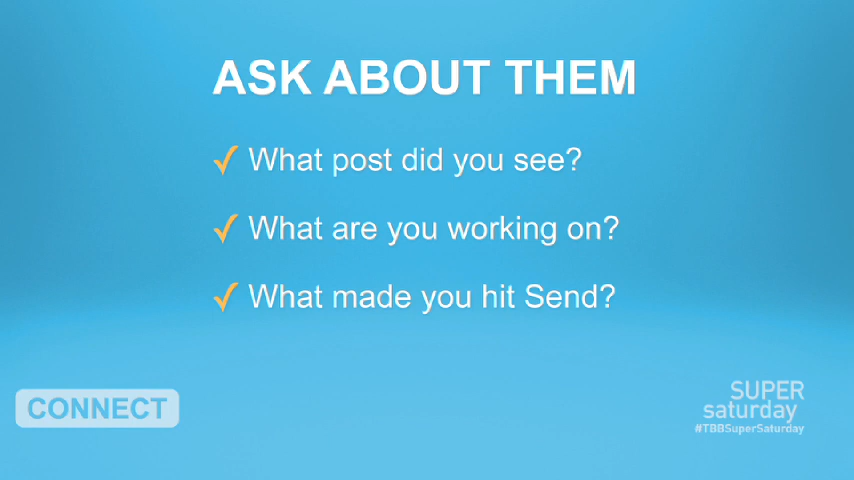 ASK ABOUT THEM
✓ What post did you see?
✓ What are you working on?
✓ What made you hit Send?
CONNECT
SUPER
saturday
#TBBSuperSaturday